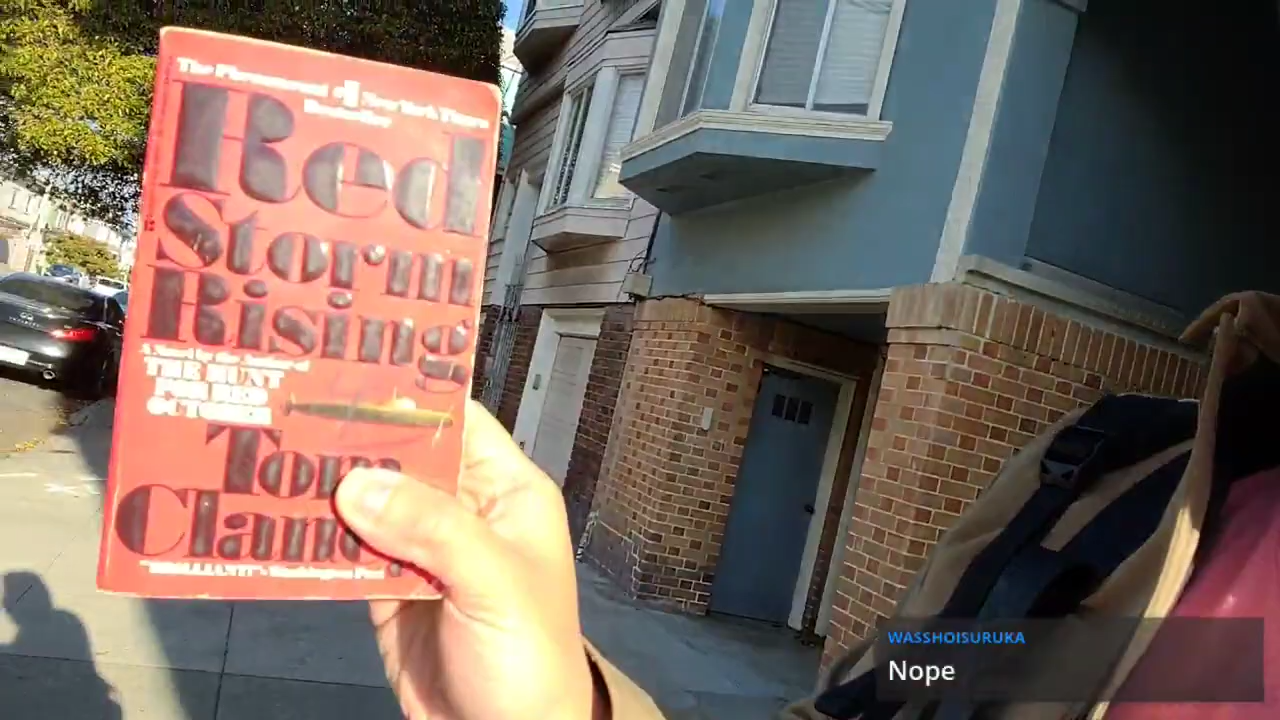 The Phenomenal #1 New York Times
Bestseller
Red
Storm
Rising
A Novel by the Author of
THE HUNT
FOR RED
OCTOBER
Tom
Clancy
"BRILLIANT!" - Washington Post
WASSHOISURUKA
Nope